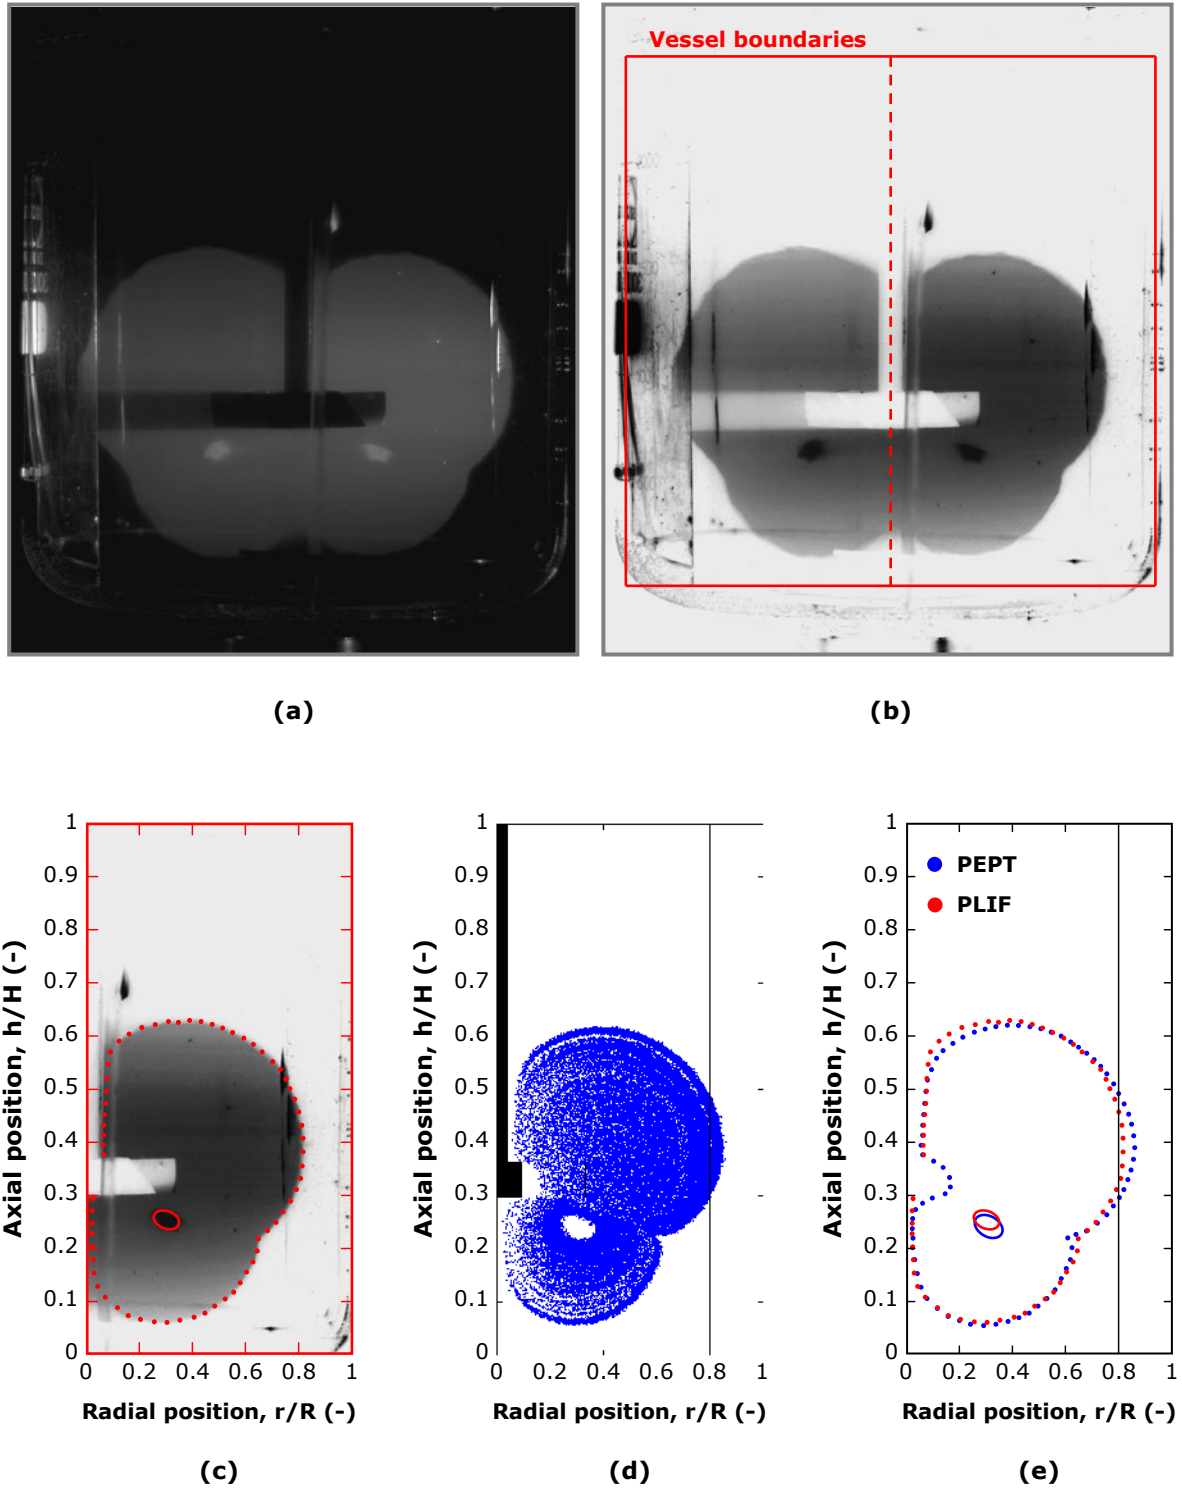 Vessel boundaries
(a)
(b)
1
0.9
0.8
0.7
0.6
0.5
0.4
0.3
0.2
0.1
0
0 0.2 0.4 0.6 0.8 1
Axial position, h/H (-)
Radial position, r/R (-)
(c)
1
0.9
0.8
0.7
0.6
0.5
0.4
0.3
0.2
0.1
0
0 0.2 0.4 0.6 0.8 1
Axial position, h/H (-)
Radial position, r/R (-)
(d)
PEPT
PLIF
1
0.9
0.8
0.7
0.6
0.5
0.4
0.3
0.2
0.1
0
0 0.2 0.4 0.6 0.8 1
Axial position, h/H (-)
Radial position, r/R (-)
(e)